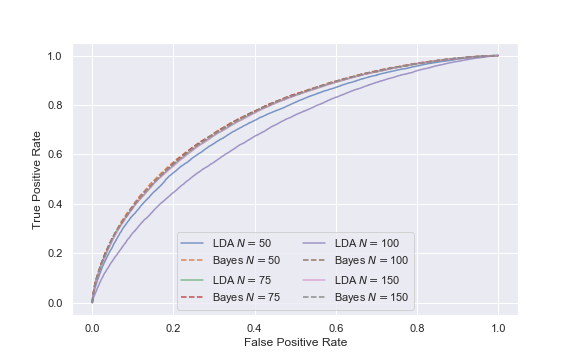 1.0
0.8
0.6
0.4
0.2
0.0
True Positive Rate
LDA N = 50
Bayes N = 50
LDA N = 75
Bayes N = 75
LDA N = 100
Bayes N = 100
LDA N = 150
Bayes N = 150
0.0 0.2 0.4 0.6 0.8 1.0
False Positive Rate